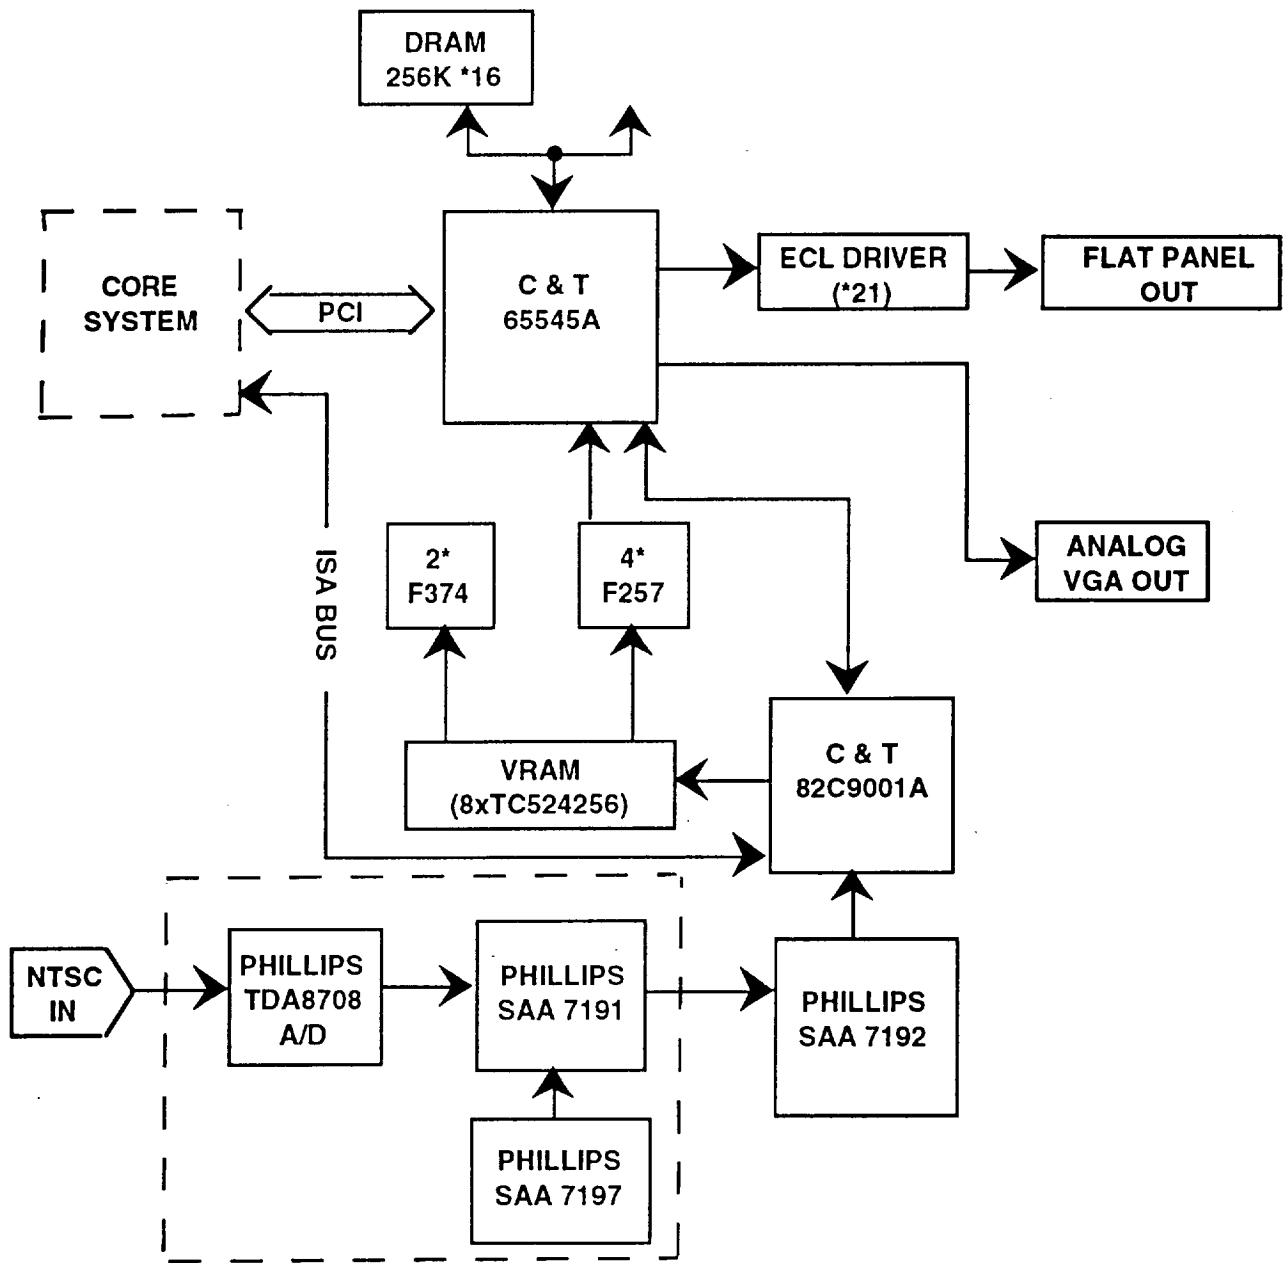 DRAM
256K *16
CORE
SYSTEM
PCI
C & T
65545A
ECL DRIVER
(*21)
FLAT PANEL
OUT
ISA BUS
2*
F374
4*
F257
ANALOG
VGA OUT
VRAM
(8xTC524256)
C & T
82C9001A
NTSC
IN
PHILLIPS
TDA8708
A/D
PHILLIPS
SAA 7191
PHILLIPS
SAA 7192
PHILLIPS
SAA 7197